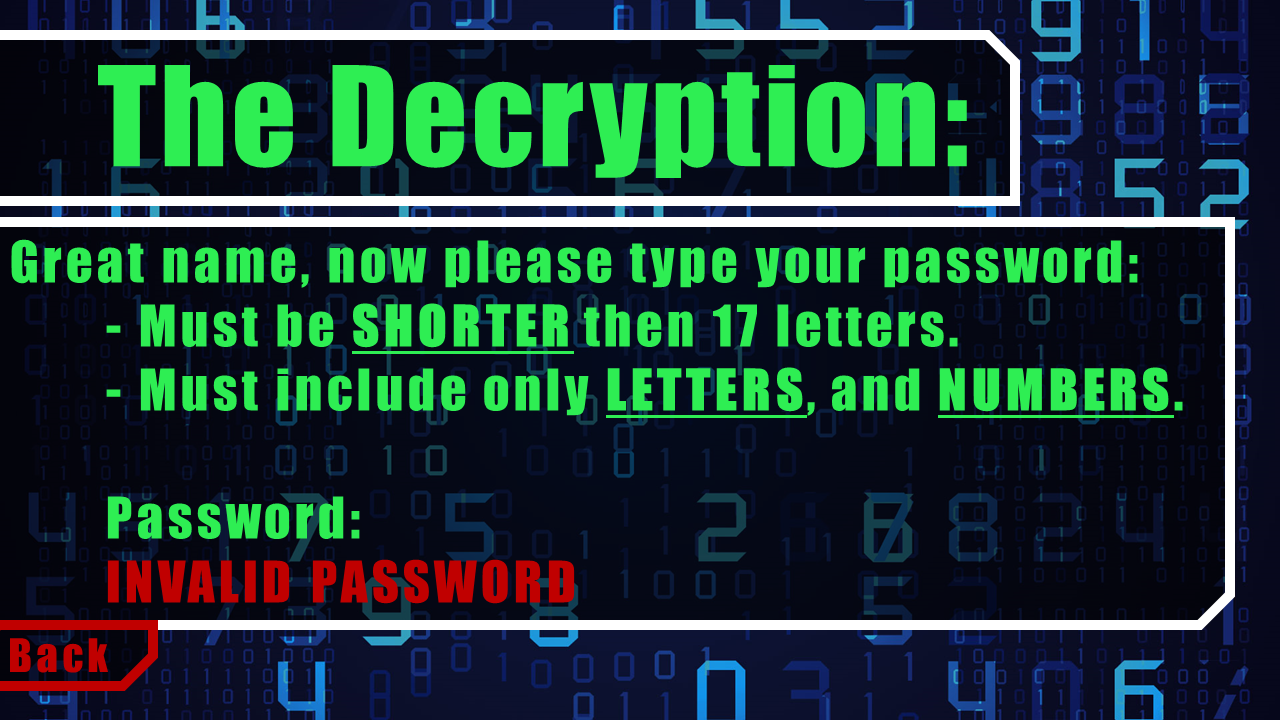 The Decryption:
Great name, now please type your password:
- Must be SHORTER then 17 letters.
- Must include only LETTERS, and NUMBERS.
Password:
INVALID PASSWORD
Back